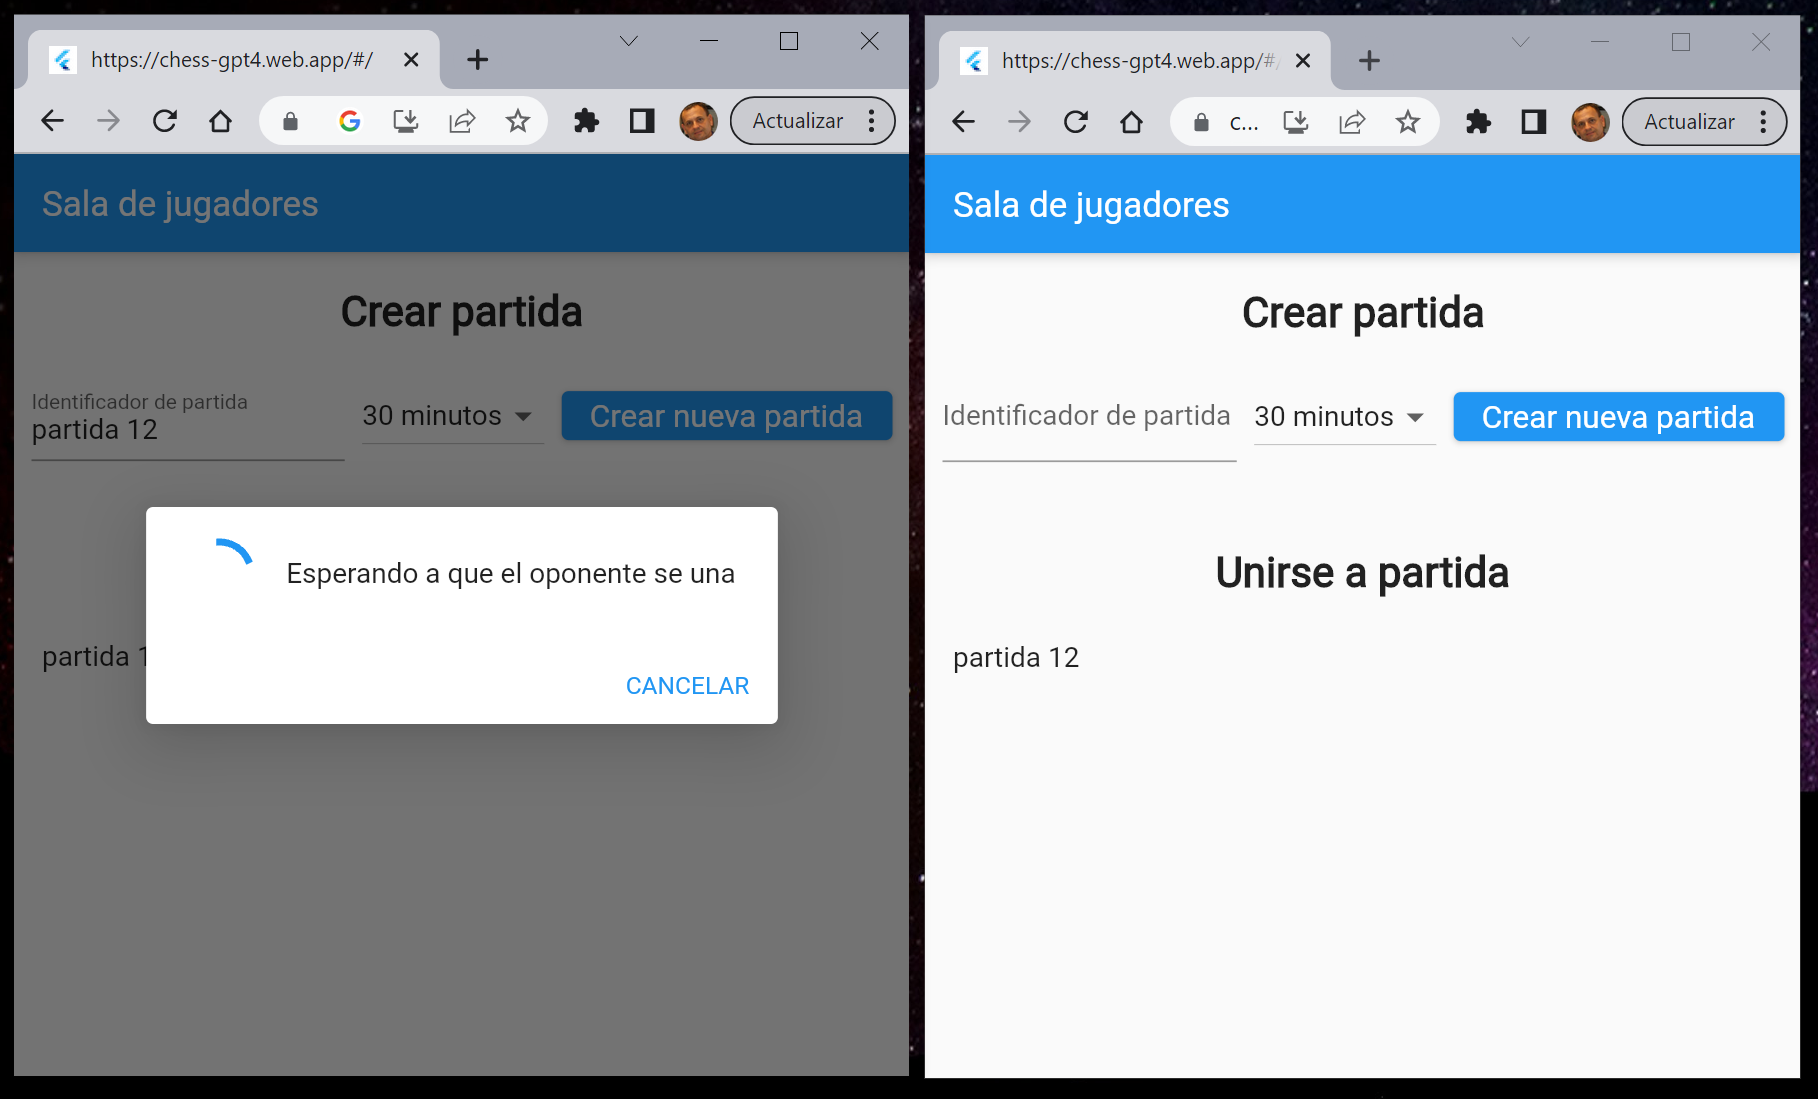 https://chess-gpt4.web.app/#/
Actualizar
Sala de jugadores
Crear partida
Identificador de partida
partida 12
30 minutos
Crear nueva partida
Esperando a que el oponente se una
partida 1
CANCELAR
https://chess-gpt4.web.app/#/
c...
Actualizar
Sala de jugadores
Crear partida
Identificador de partida
30 minutos
Crear nueva partida
Unirse a partida
partida 12